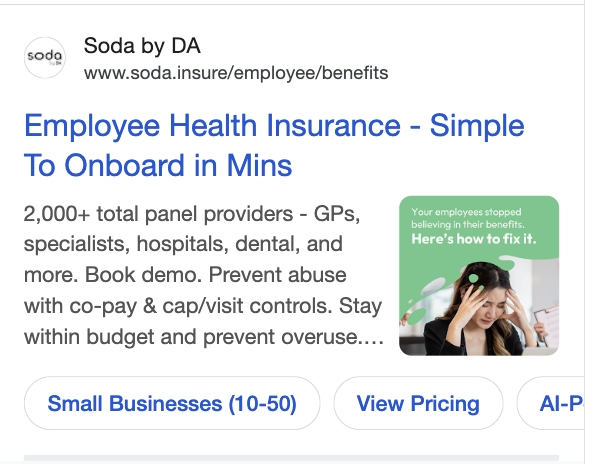 soda
by DA
Soda by DA
www.soda.insure/employee/benefits
Employee Health Insurance - Simple
To Onboard in Mins
2,000+ total panel providers - GPs,
specialists, hospitals, dental, and
more. Book demo. Prevent abuse
with co-pay & cap/visit controls. Stay
within budget and prevent overuse....
Your employees stopped
believing in their benefits.
Here's how to fix it.
Small Businesses (10-50)
View Pricing
AI-P